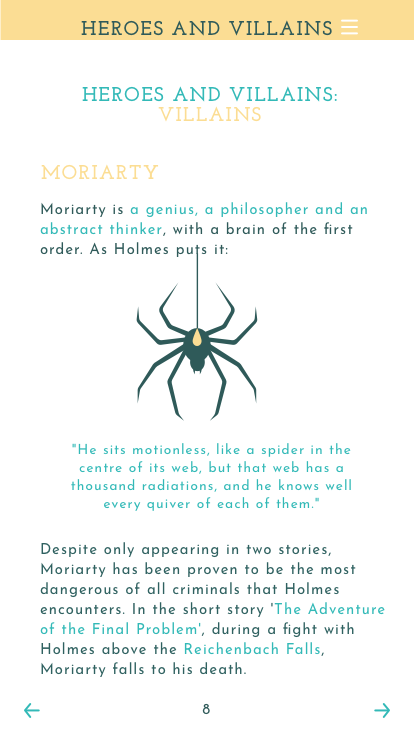 HEROES AND VILLAINS
HEROES AND VILLAINS:
VILLAINS
MORIARTY
Moriarty is a genius, a philosopher and an
abstract thinker, with a brain of the first
order. As Holmes puts it:
"He sits motionless, like a spider in the
centre of its web, but that web has a
thousand radiations, and he knows well
every quiver of each of them."
Despite only appearing in two stories,
Moriarty has been proven to be the most
dangerous of all criminals that Holmes
encounters. In the short story 'The Adventure
of the Final Problem', during a fight with
Holmes above the Reichenbach Falls,
Moriarty falls to his death.
8